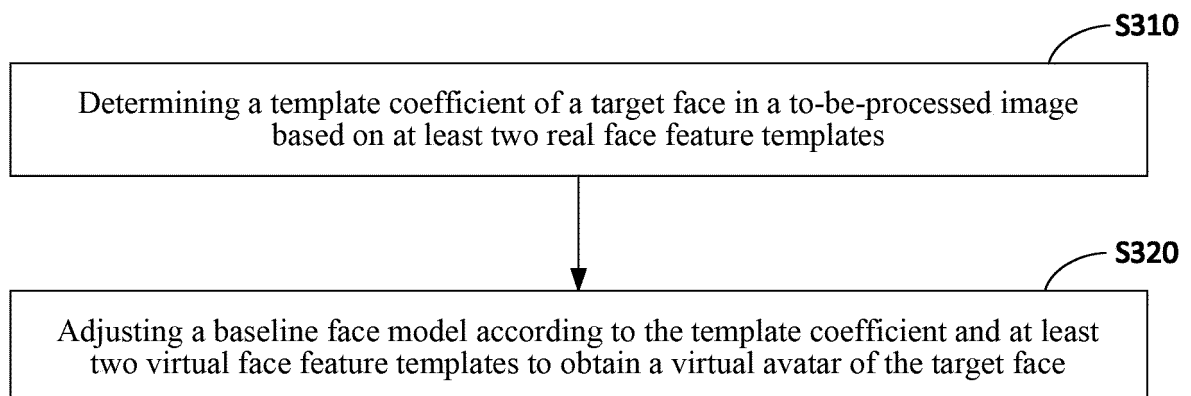 S310
Determining a template coefficient of a target face in a to-be-processed image
based on at least two real face feature templates
S320
Adjusting a baseline face model according to the template coefficient and at least
two virtual face feature templates to obtain a virtual avatar of the target face